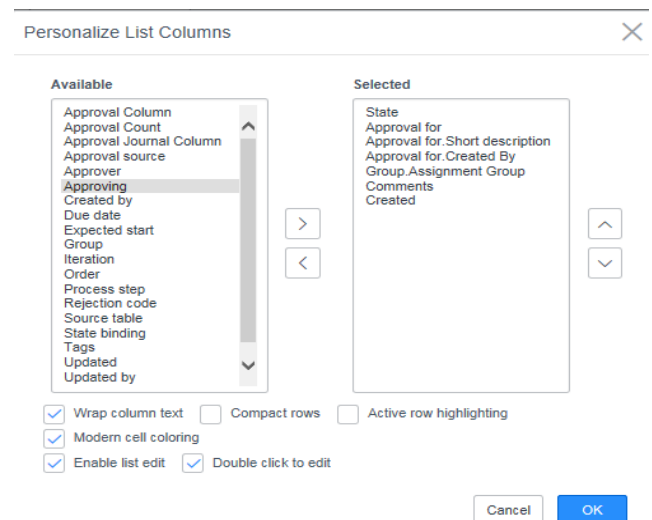 Personalize List Columns
Available
Approval Column
Approval Count
Approval Journal Column
Approval source
Approver
Approving
Created by
Due date
Expected start
Group
Iteration
Order
Process step
Rejection code
Source table
State binding
Tags
Updated
Updated by
Selected
State
Approval for
Approval for.Short description
Approval for.Created By
Group.Assignment Group
Comments
Created
Wrap column text Compact rows Active row highlighting
Modern cell coloring
Enable list edit Double click to edit
Cancel OK